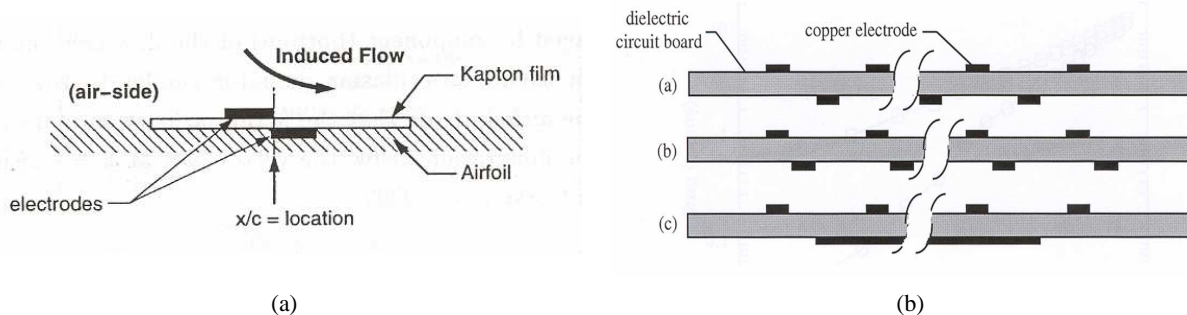 Induced Flow
Kapton film
(air-side)
Airfoil
electrodes
x/c = location
(a)
dielectric
circuit board
copper electrode
(a)
(b)
(c)
(b)